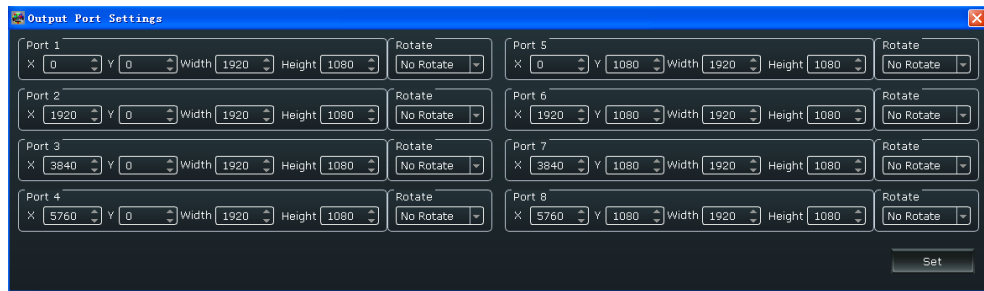 Output Port Settings
Port 1
X 0 Y 0 Width 1920 Height 1080
Rotate
No Rotate
Port 5
X 0 Y 1080 Width 1920 Height 1080
Rotate
No Rotate
Port 2
X 1920 Y 0 Width 1920 Height 1080
Rotate
No Rotate
Port 6
X 1920 Y 1080 Width 1920 Height 1080
Rotate
No Rotate
Port 3
X 3840 Y 0 Width 1920 Height 1080
Rotate
No Rotate
Port 7
X 3840 Y 1080 Width 1920 Height 1080
Rotate
No Rotate
Port 4
X 5760 Y 0 Width 1920 Height 1080
Rotate
No Rotate
Port 8
X 5760 Y 1080 Width 1920 Height 1080
Rotate
No Rotate
Set